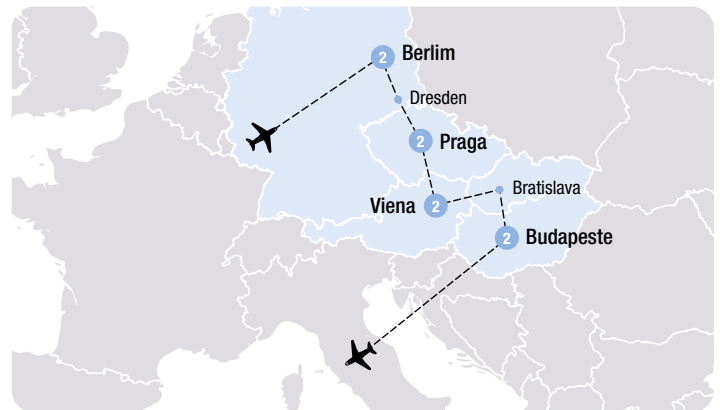 2 Berlim
Dresden
2 Praga
Bratislava
Viena 2
2 Budapeste